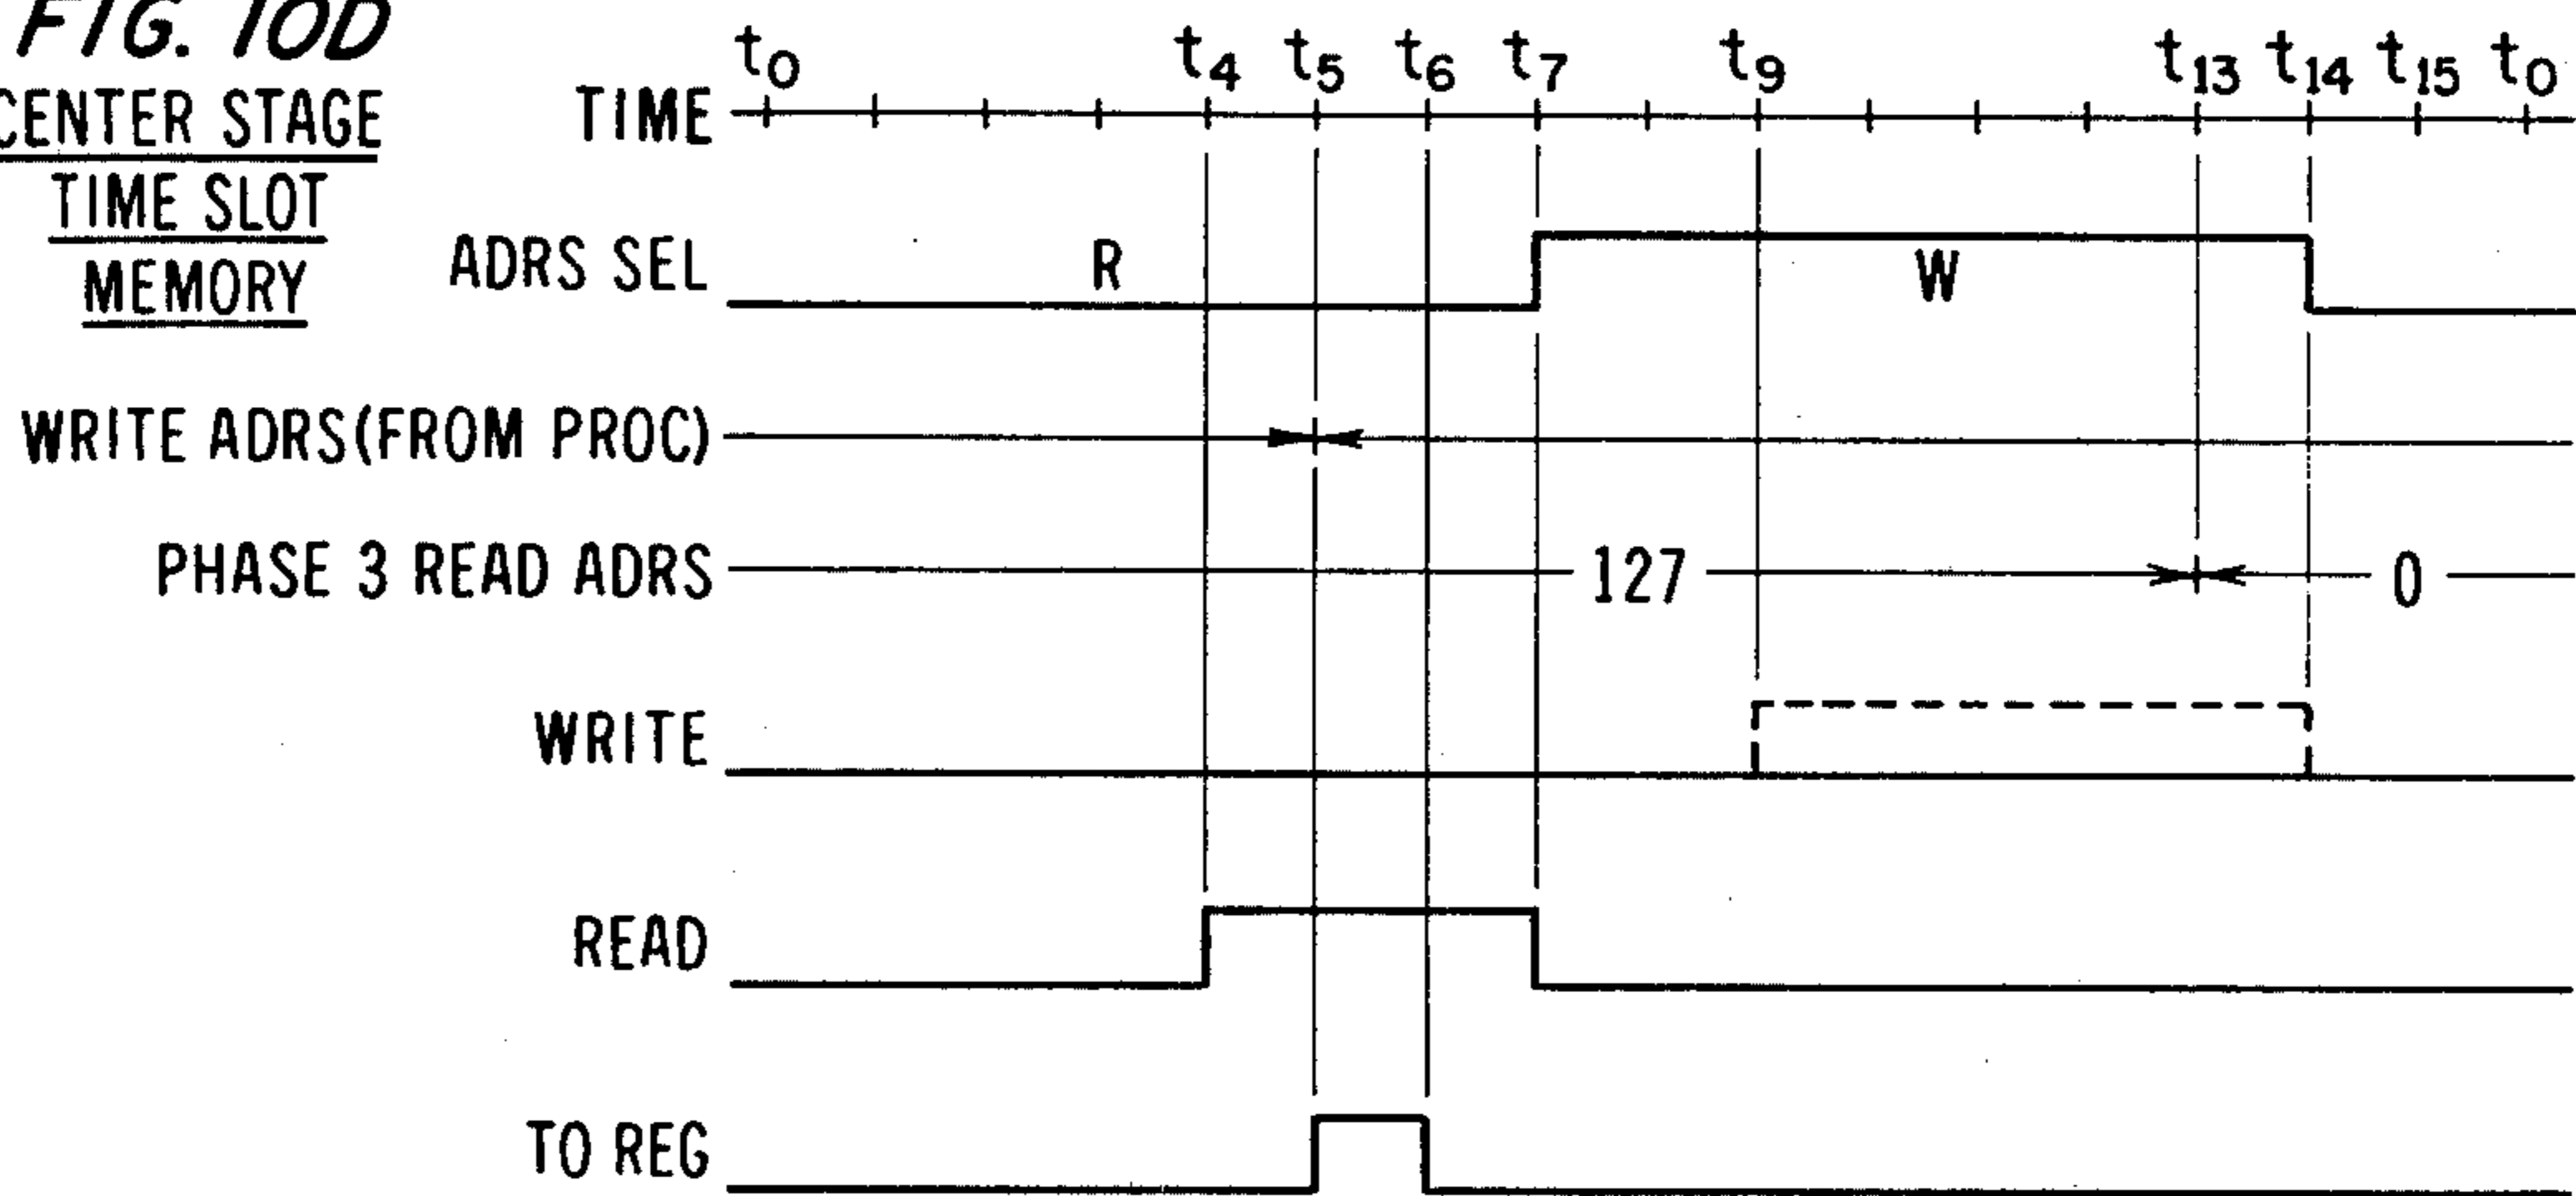 FIG. 10D
CENTER STAGE
TIME SLOT
MEMORY
TIME
t0 t4 t5 t6 t7 t9 t13 t14 t15 t0
ADRS SEL R W
WRITE ADRS(FROM PROC)
PHASE 3 READ ADRS 127 0
WRITE
READ
TO REG